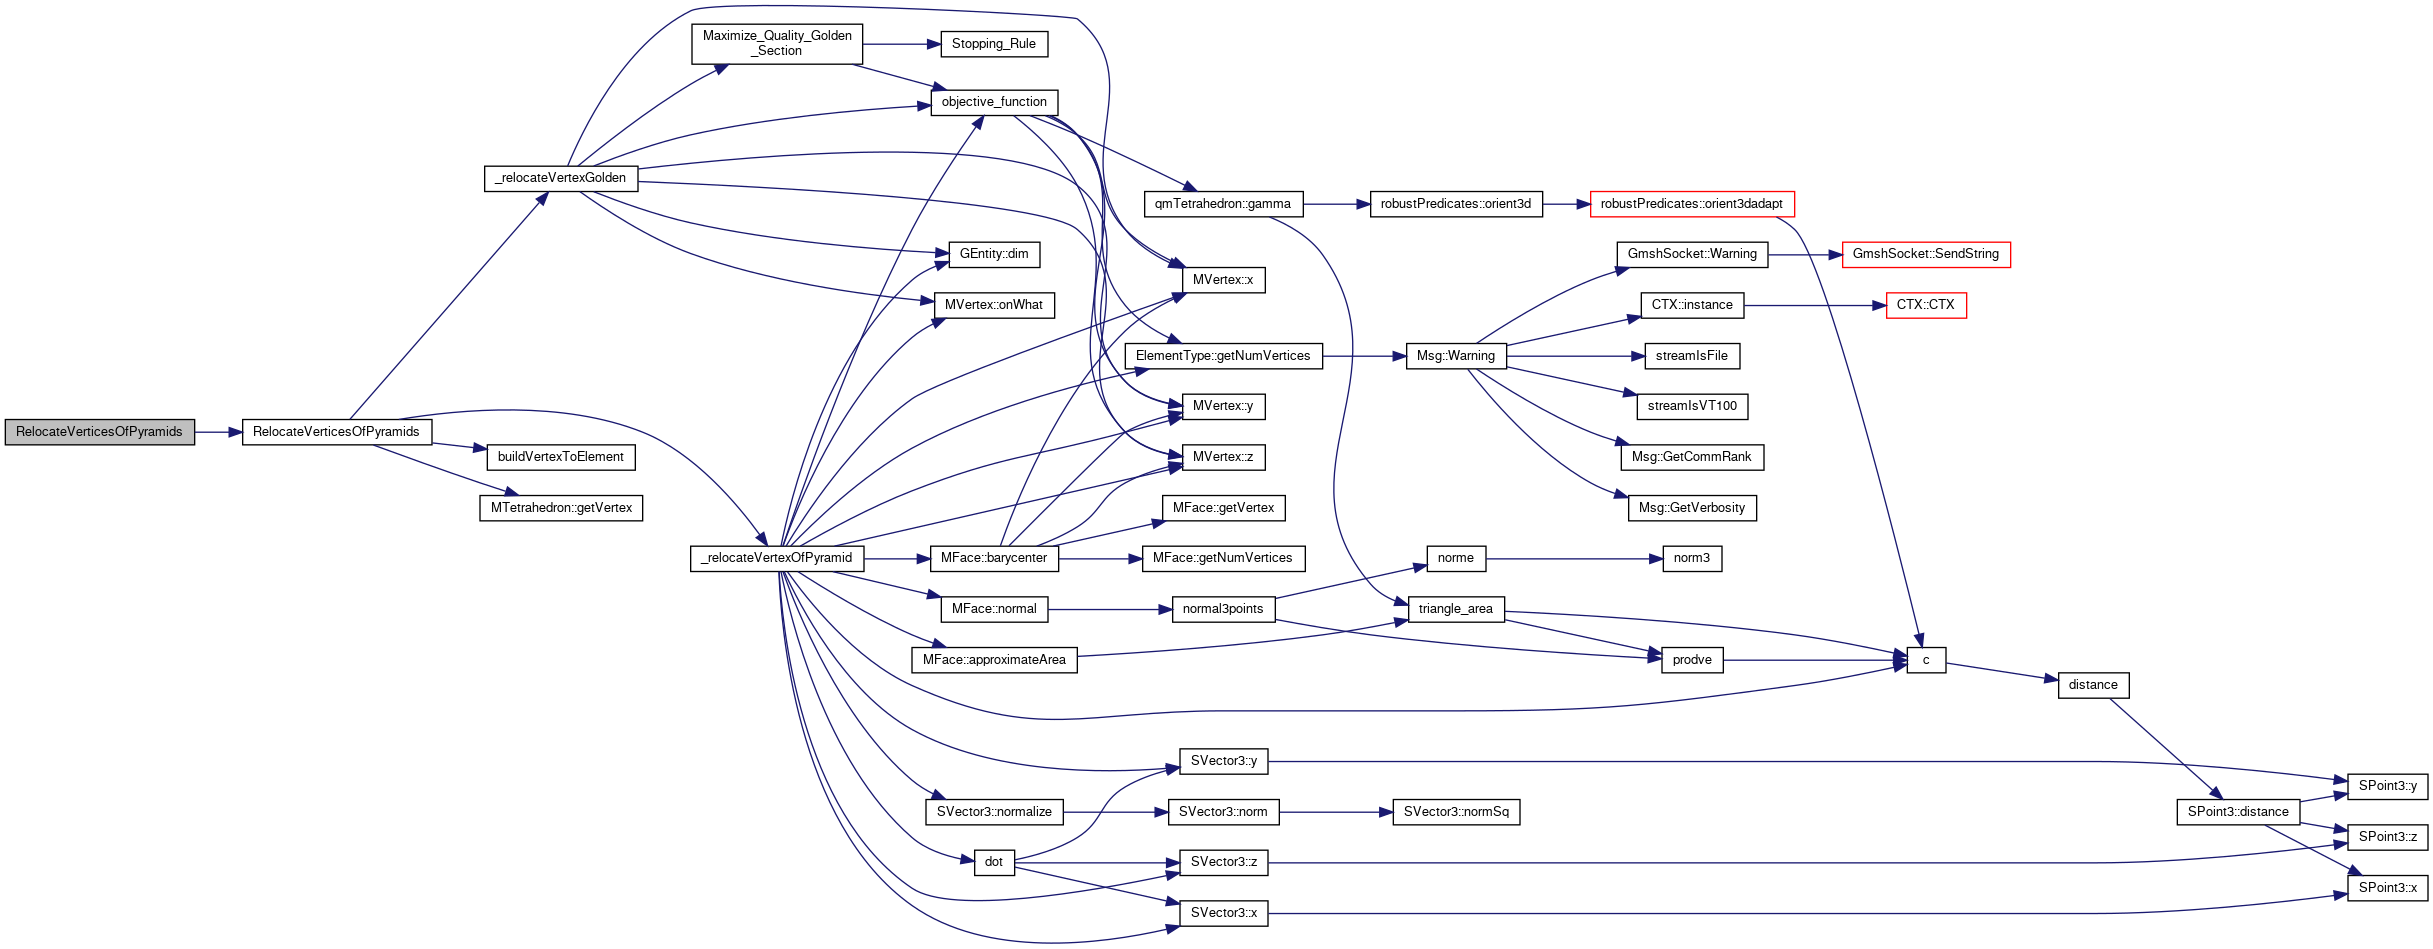 RelocateVerticesOfPyramids
RelocateVerticesOfPyramids
_relocateVertexGolden
buildVertexToElement
MTetrahedron::getVertex
Maximize_Quality_Golden
_Section
_relocateVertexOfPyramid
Stopping_Rule
objective_function
GEntity::dim
MVertex::onWhat
MFace::barycenter
MFace::normal
MFace::approximateArea
SVector3::normalize
dot
qmTetrahedron::gamma
MVertex::x
ElementType::getNumVertices
MVertex::y
MVertex::z
MFace::getVertex
MFace::getNumVertices
normal3points
SVector3::y
SVector3::norm
SVector3::z
SVector3::x
robustPredicates::orient3d
Msg::Warning
norme
triangle_area
SVector3::normSq
robustPredicates::orient3dadapt
GmshSocket::Warning
CTX::instance
streamIsFile
streamIsVT100
Msg::GetCommRank
Msg::GetVerbosity
norm3
prodve
GmshSocket::SendString
CTX::CTX
c
distance
SPoint3::distance
SPoint3::y
SPoint3::z
SPoint3::x